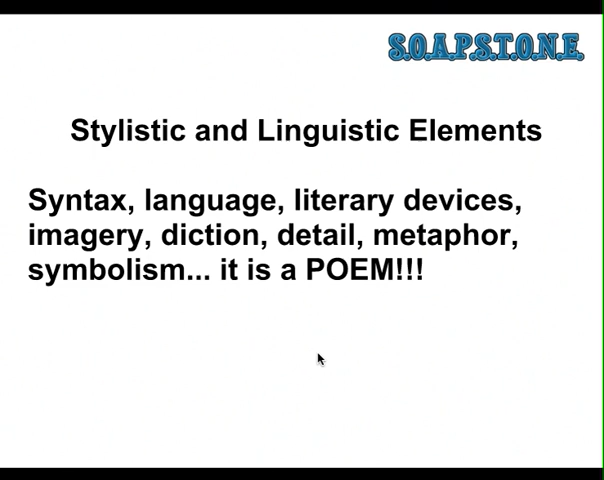 S.O.A.P.S.T.O.N.E.
Stylistic and Linguistic Elements
Syntax, language, literary devices,
imagery, diction, detail, metaphor,
symbolism... it is a POEM!!!